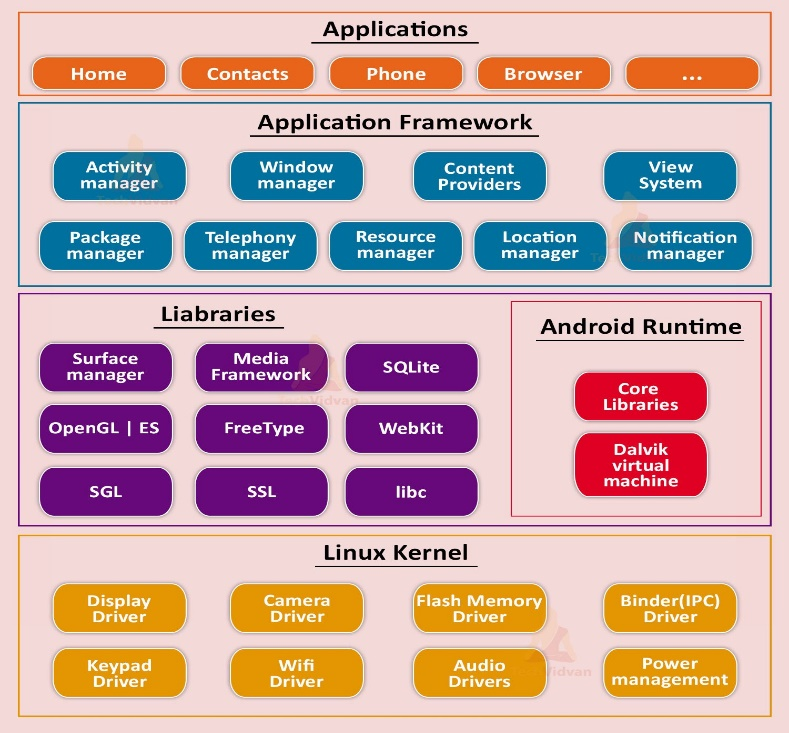 Applications
Home
Contacts
Phone
Browser
...
Application Framework
Activity
manager
Window
manager
Content
Providers
View
System
Package
manager
Telephony
manager
Resource
manager
Location
manager
Notification
manager
Liabraries
Surface
manager
Media
Framework
SQLite
OpenGL | ES
FreeType
WebKit
SGL
SSL
libc
Android Runtime
Core
Libraries
Dalvik
virtual
machine
Linux Kernel
Display
Driver
Camera
Driver
Flash Memory
Driver
Binder(IPC)
Driver
Keypad
Driver
Wifi
Driver
Audio
Drivers
Power
management
TechVidvan